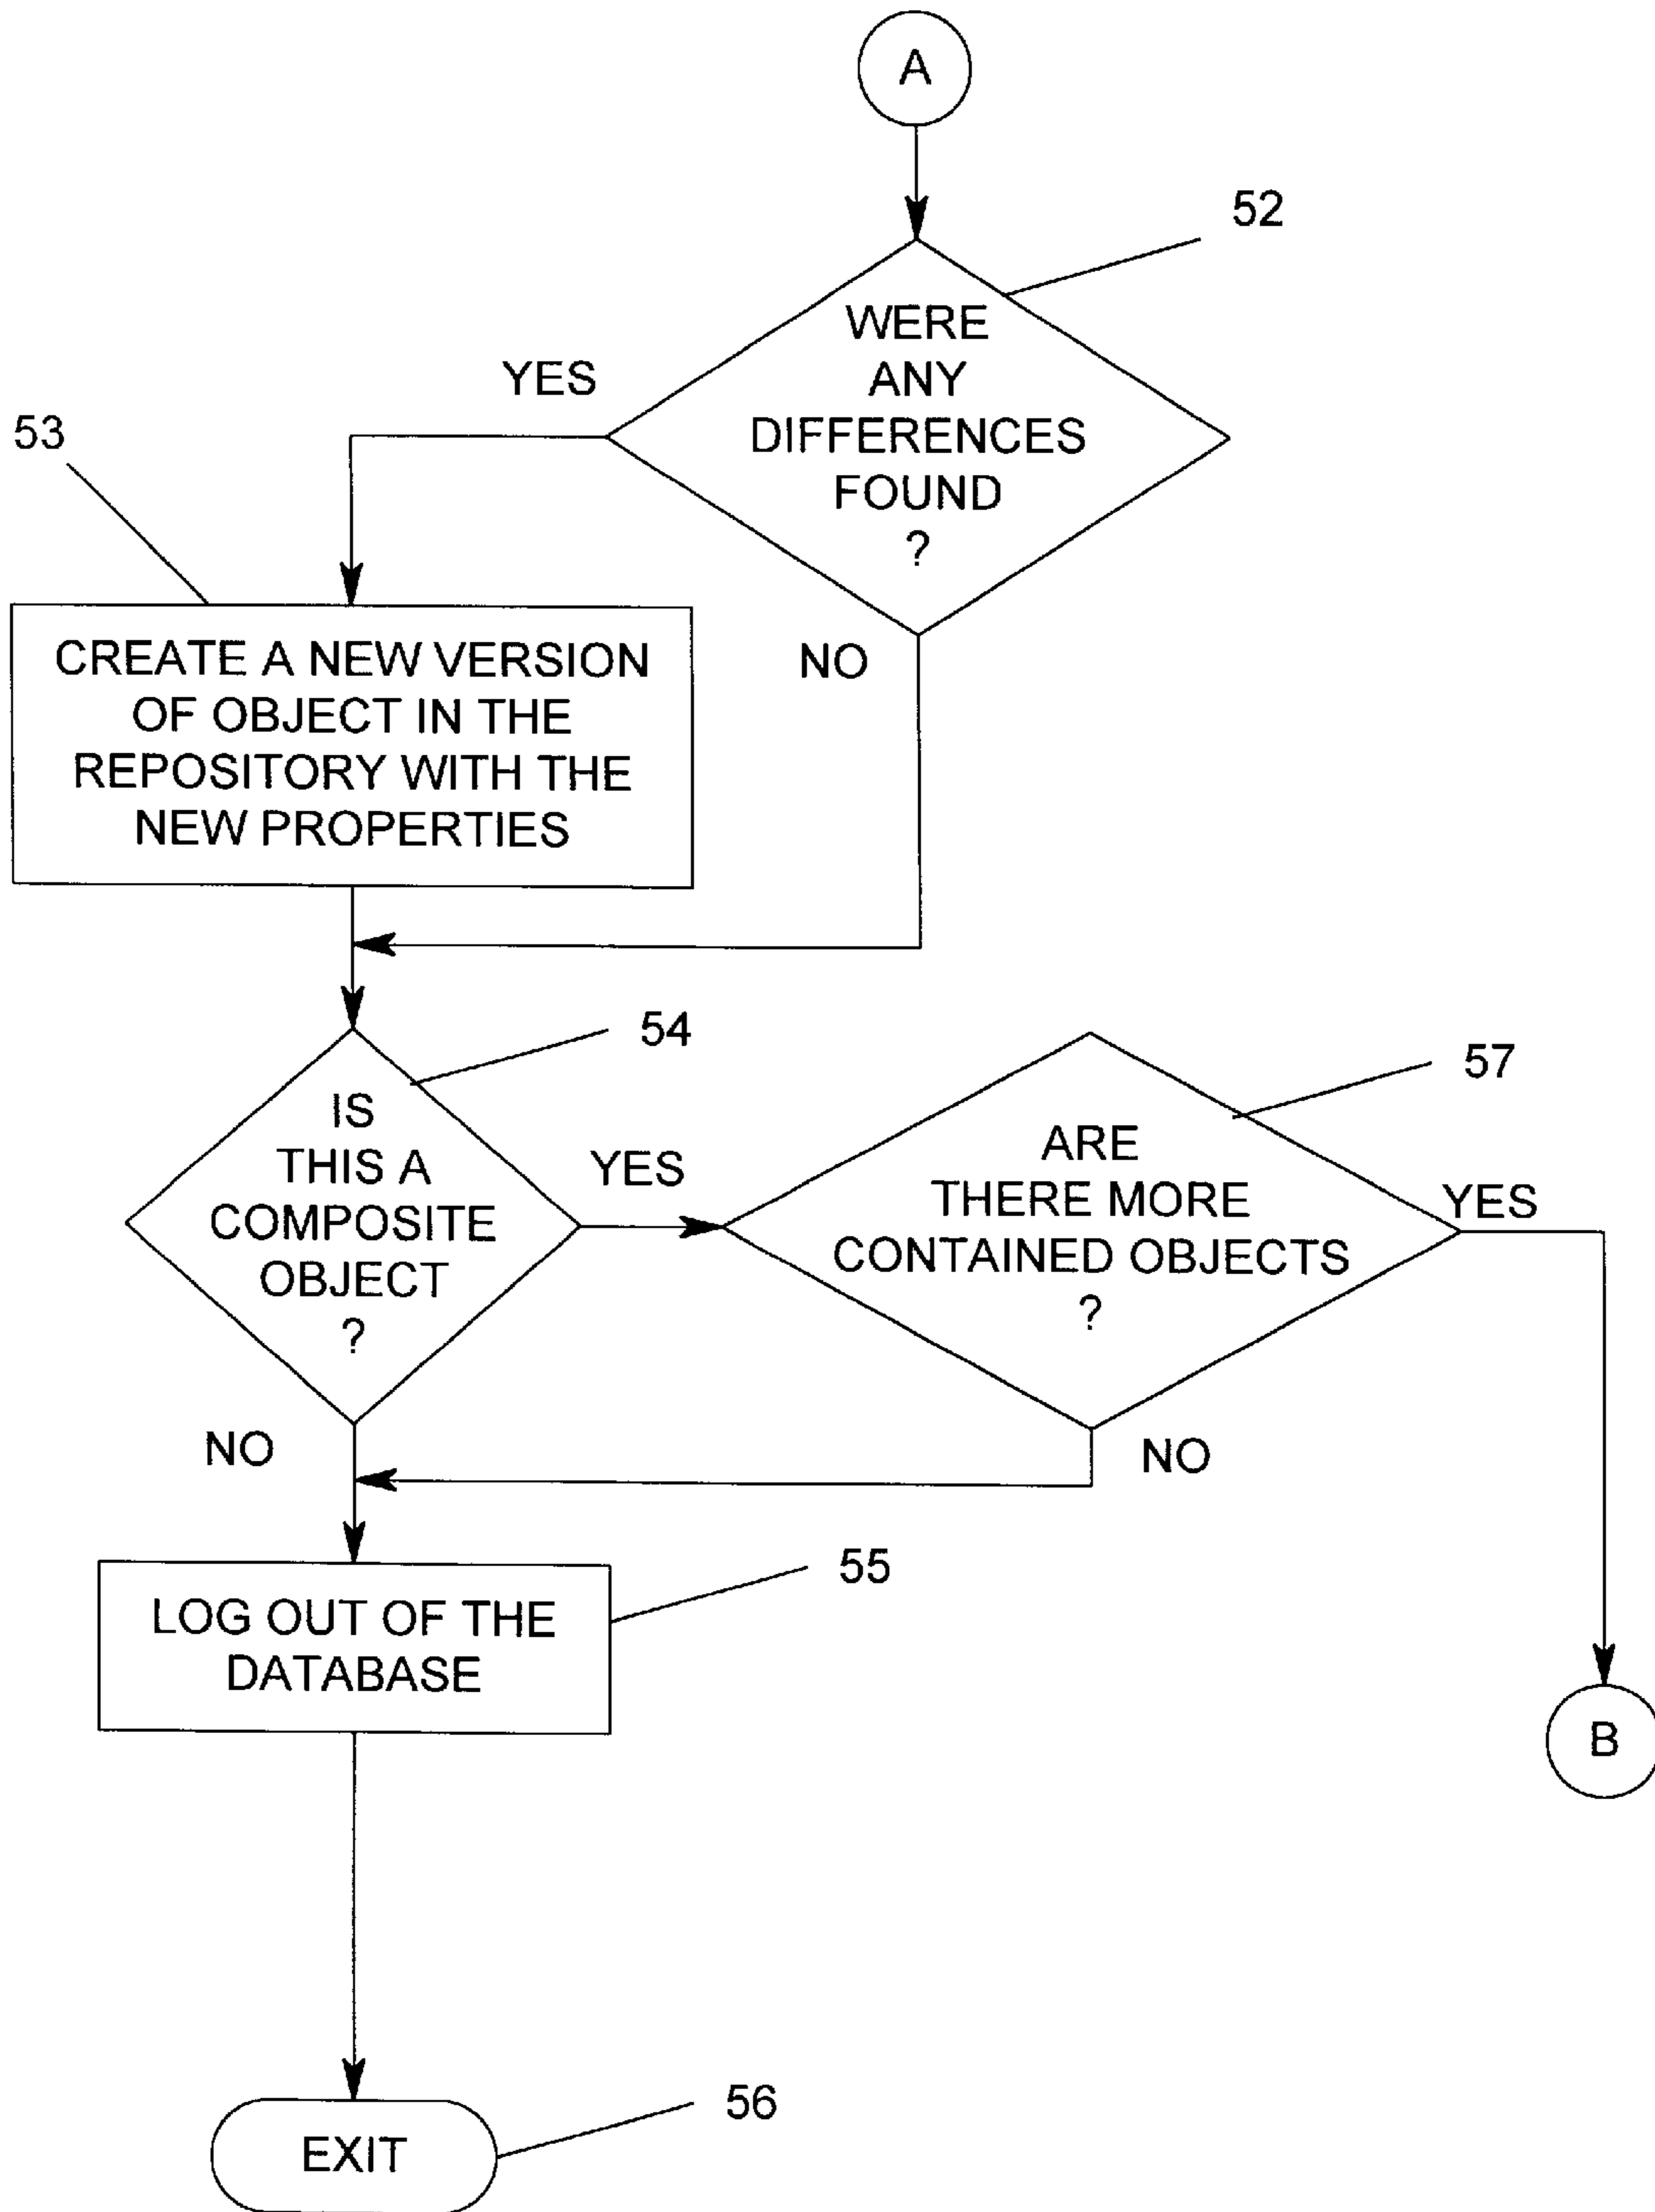 A
52
WERE
ANY
DIFFERENCES
FOUND
?
YES
NO
53
CREATE A NEW VERSION
OF OBJECT IN THE
REPOSITORY WITH THE
NEW PROPERTIES
54
IS
THIS A
COMPOSITE
OBJECT
?
YES
NO
57
ARE
THERE MORE
CONTAINED OBJECTS
?
YES
NO
55
LOG OUT OF THE
DATABASE
B
56
EXIT